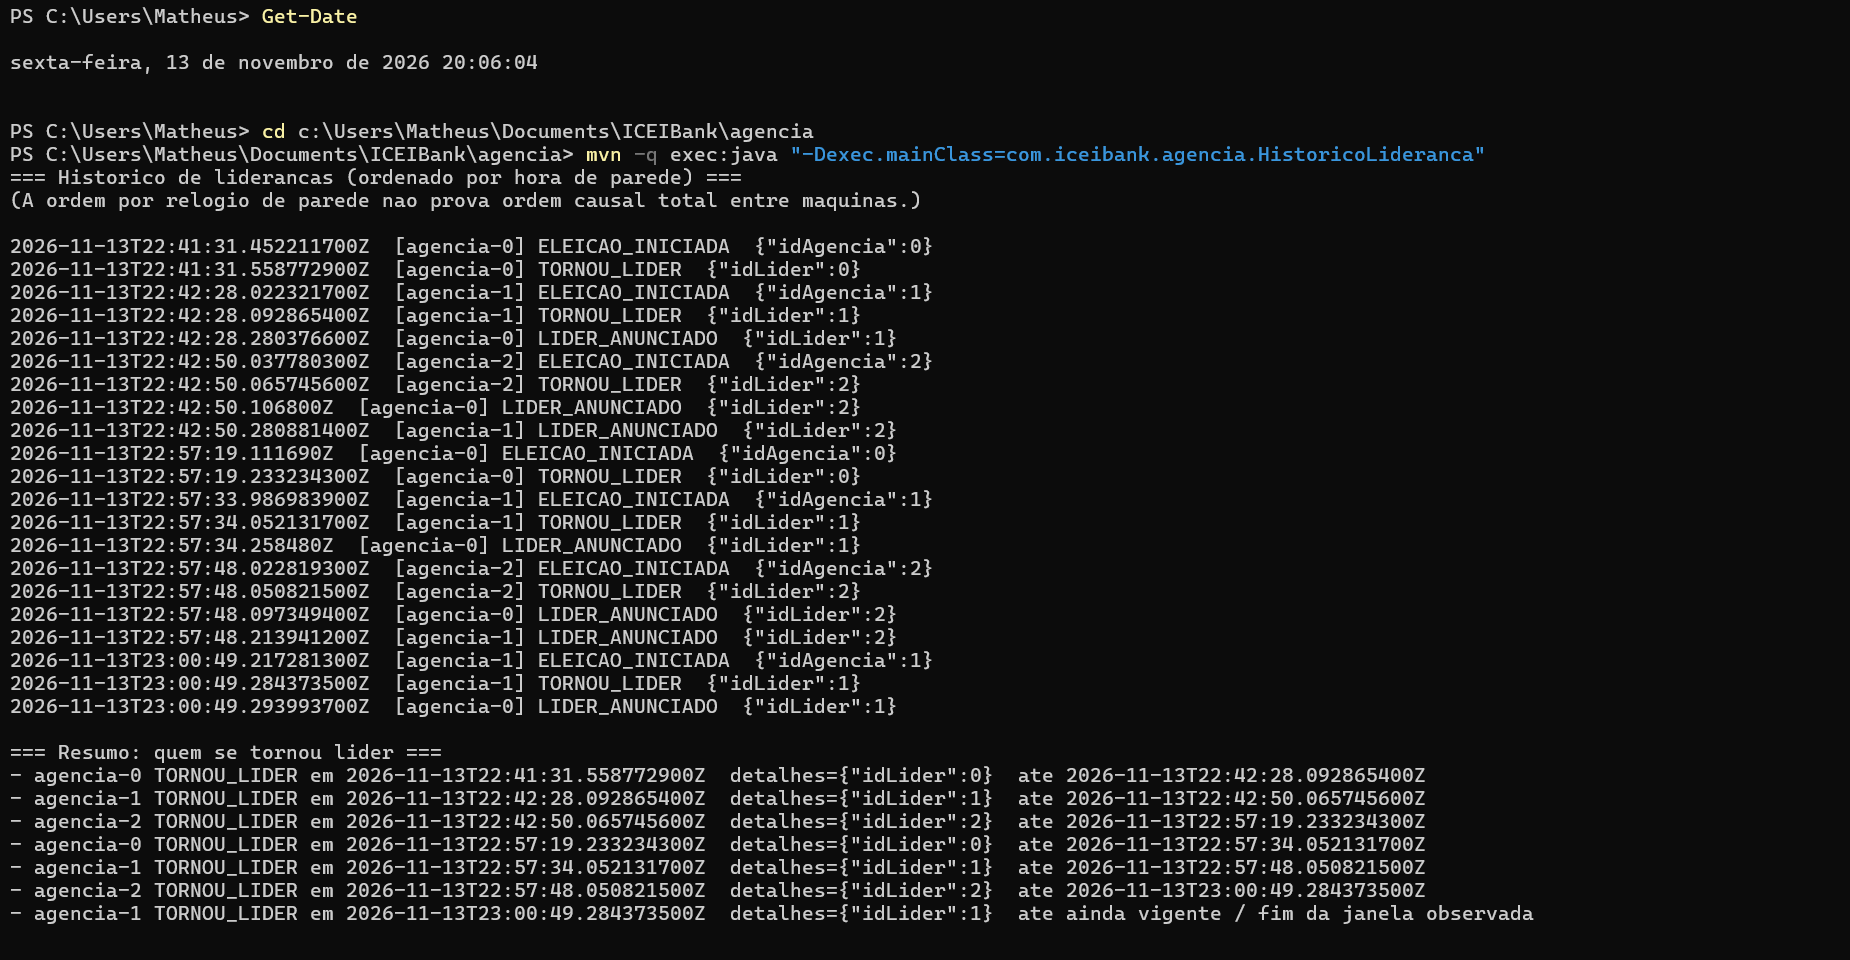 PS C:\Users\Matheus> Get-Date
sexta-feira, 13 de novembro de 2026 20:06:04
PS C:\Users\Matheus> cd c:\Users\Matheus\Documents\ICEIBank\agencia
PS C:\Users\Matheus\Documents\ICEIBank\agencia> mvn -q exec:java "-Dexec.mainClass=com.iceibank.agencia.HistoricoLideranca"
=== Historico de liderancas (ordenado por hora de parede) ===
(A ordem por relogio de parede nao prova ordem causal total entre maquinas.)
2026-11-13T22:41:31.452211700Z  [agencia-0] ELEICAO_INICIADA  {"idAgencia":0}
2026-11-13T22:41:31.558772900Z  [agencia-0] TORNOU_LIDER  {"idLider":0}
2026-11-13T22:42:28.022321700Z  [agencia-1] ELEICAO_INICIADA  {"idAgencia":1}
2026-11-13T22:42:28.092865400Z  [agencia-1] TORNOU_LIDER  {"idLider":1}
2026-11-13T22:42:28.280376600Z  [agencia-0] LIDER_ANUNCIADO  {"idLider":1}
2026-11-13T22:42:50.037780300Z  [agencia-2] ELEICAO_INICIADA  {"idAgencia":2}
2026-11-13T22:42:50.065745600Z  [agencia-2] TORNOU_LIDER  {"idLider":2}
2026-11-13T22:42:50.106800Z  [agencia-0] LIDER_ANUNCIADO  {"idLider":2}
2026-11-13T22:42:50.280881400Z  [agencia-1] LIDER_ANUNCIADO  {"idLider":2}
2026-11-13T22:57:19.111690Z  [agencia-0] ELEICAO_INICIADA  {"idAgencia":0}
2026-11-13T22:57:19.233234300Z  [agencia-0] TORNOU_LIDER  {"idLider":0}
2026-11-13T22:57:33.986983900Z  [agencia-1] ELEICAO_INICIADA  {"idAgencia":1}
2026-11-13T22:57:34.052131700Z  [agencia-1] TORNOU_LIDER  {"idLider":1}
2026-11-13T22:57:34.258480Z  [agencia-0] LIDER_ANUNCIADO  {"idLider":1}
2026-11-13T22:57:48.022819300Z  [agencia-2] ELEICAO_INICIADA  {"idAgencia":2}
2026-11-13T22:57:48.050821500Z  [agencia-2] TORNOU_LIDER  {"idLider":2}
2026-11-13T22:57:48.097349400Z  [agencia-0] LIDER_ANUNCIADO  {"idLider":2}
2026-11-13T22:57:48.213941200Z  [agencia-1] LIDER_ANUNCIADO  {"idLider":2}
2026-11-13T23:00:49.217281300Z  [agencia-1] ELEICAO_INICIADA  {"idAgencia":1}
2026-11-13T23:00:49.284373500Z  [agencia-1] TORNOU_LIDER  {"idLider":1}
2026-11-13T23:00:49.293993700Z  [agencia-0] LIDER_ANUNCIADO  {"idLider":1}
=== Resumo: quem se tornou lider ===
- agencia-0 TORNOU_LIDER em 2026-11-13T22:41:31.558772900Z  detalhes={"idLider":0}  ate 2026-11-13T22:42:28.092865400Z
- agencia-1 TORNOU_LIDER em 2026-11-13T22:42:28.092865400Z  detalhes={"idLider":1}  ate 2026-11-13T22:42:50.065745600Z
- agencia-2 TORNOU_LIDER em 2026-11-13T22:42:50.065745600Z  detalhes={"idLider":2}  ate 2026-11-13T22:57:19.233234300Z
- agencia-0 TORNOU_LIDER em 2026-11-13T22:57:19.233234300Z  detalhes={"idLider":0}  ate 2026-11-13T22:57:34.052131700Z
- agencia-1 TORNOU_LIDER em 2026-11-13T22:57:34.052131700Z  detalhes={"idLider":1}  ate 2026-11-13T22:57:48.050821500Z
- agencia-2 TORNOU_LIDER em 2026-11-13T22:57:48.050821500Z  detalhes={"idLider":2}  ate 2026-11-13T23:00:49.284373500Z
- agencia-1 TORNOU_LIDER em 2026-11-13T23:00:49.284373500Z  detalhes={"idLider":1}  ate ainda vigente / fim da janela observada